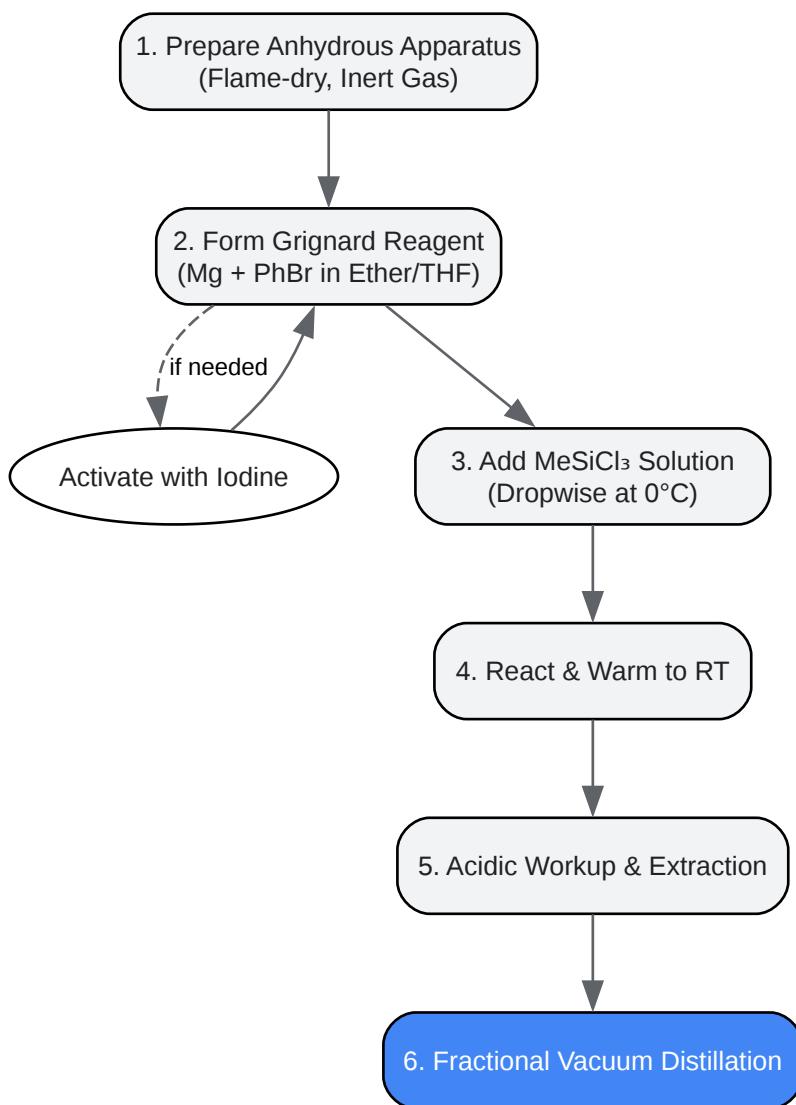 1. Prepare Anhydrous Apparatus
(Flame-dry, Inert Gas)
2. Form Grignard Reagent
(Mg + PhBr in Ether/THF)
if needed
Activate with Iodine
3. Add MeSiCl₃ Solution
(Dropwise at 0°C)
4. React & Warm to RT
5. Acidic Workup & Extraction
6. Fractional Vacuum Distillation